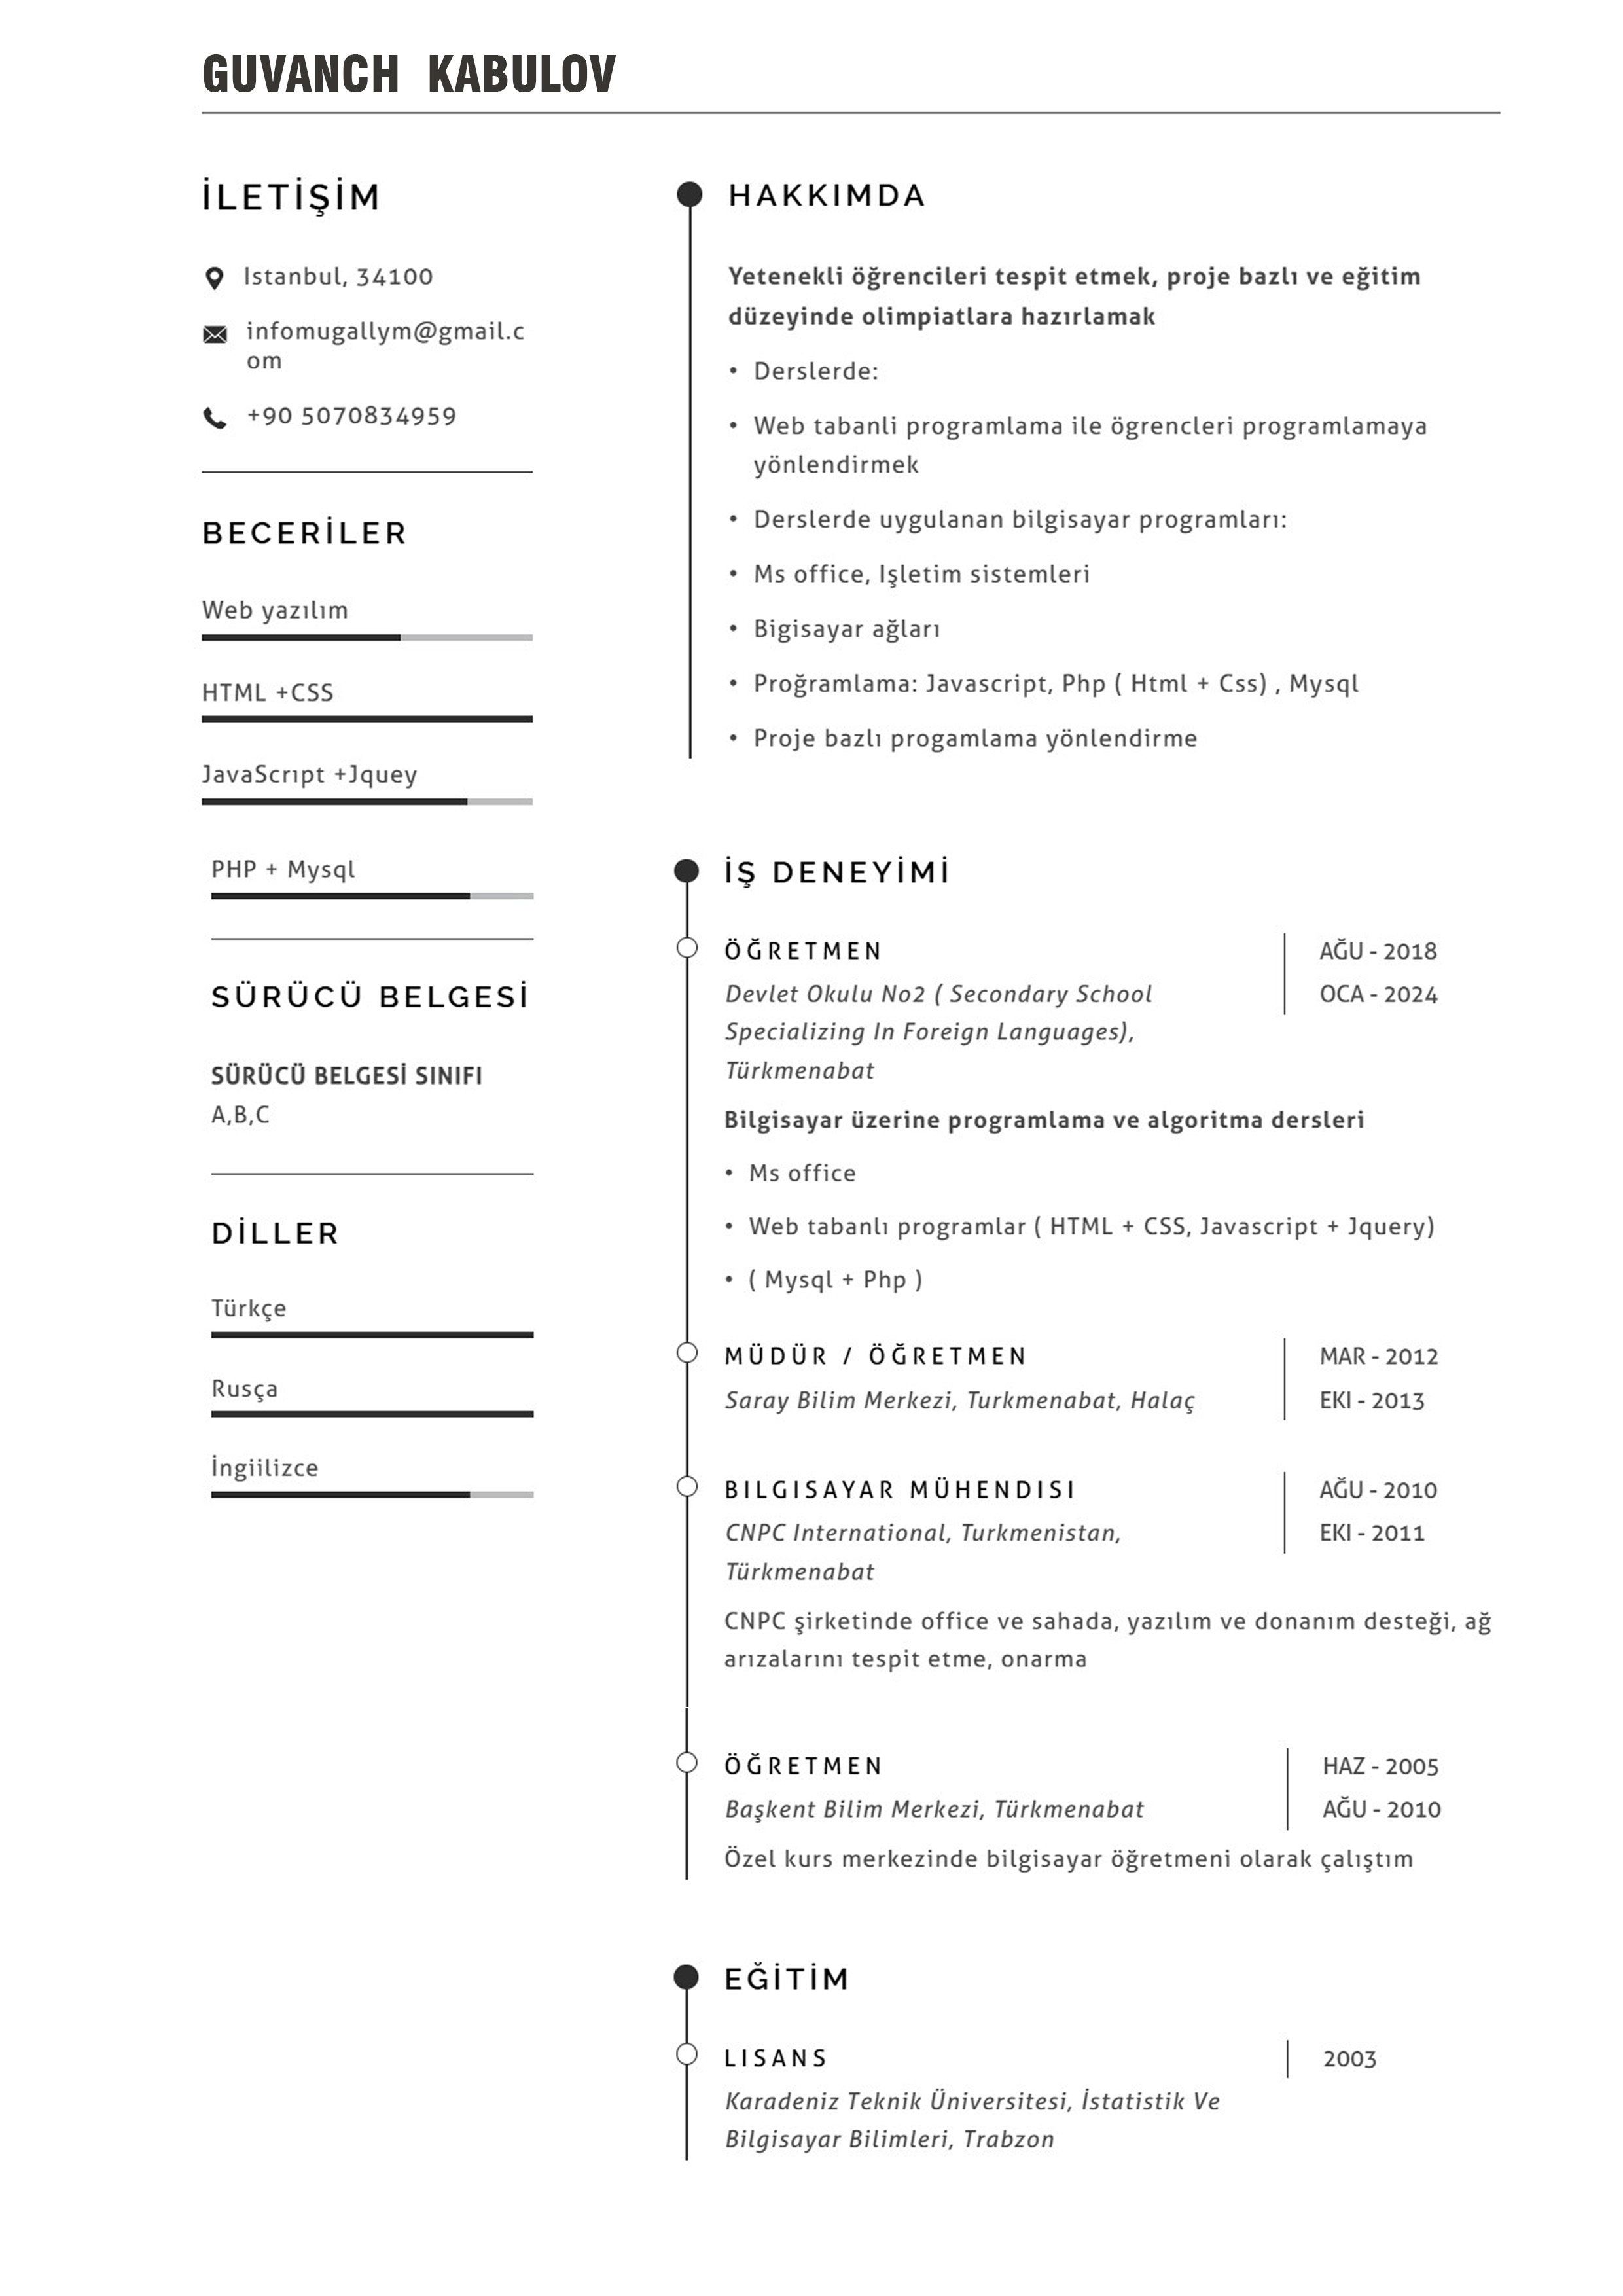 GUVANCH KABULOV
İLETİŞİM
Istanbul, 34100
infomugallym@gmail.c
om
+90 5070834959
BECERİLER
Web yazılım
HTML +CSS
JavaScrıpt +Jquey
PHP + Mysql
SÜRÜCÜ BELGESİ
SÜRÜCÜ BELGESİ SINIFI
A,B,C
DİLLER
Türkçe
Rusça
İngiilizce
HAKKIMDA
Yetenekli öğrencileri tespit etmek, proje bazlı ve eğitim
düzeyinde olimpiatlara hazırlamak
• Derslerde:
• Web tabanli programlama ile ögrencleri programlamaya
yönlendirmek
• Derslerde uygulanan bilgisayar programları:
• Ms office, Işletim sistemleri
• Bigisayar ağları
• Proğramlama: Javascript, Php ( Html + Css) , Mysql
• Proje bazlı progamlama yönlendirme
İŞ DENEYİMİ
ÖĞRETMEN
AĞU - 2018
Devlet Okulu No2 ( Secondary School
OCA - 2024
Specializing In Foreign Languages),
Türkmenabat
Bilgisayar üzerine programlama ve algoritma dersleri
• Ms office
• Web tabanlı programlar ( HTML + CSS, Javascript + Jquery)
• ( Mysql + Php )
MÜDÜR / ÖĞRETMEN
MAR - 2012
Saray Bilim Merkezi, Turkmenabat, Halaç
EKI - 2013
BILGISAYAR MÜHENDISI
AĞU - 2010
CNPC International, Turkmenistan,
EKI - 2011
Türkmenabat
CNPC şirketinde office ve sahada, yazılım ve donanım desteği, ağ
arızalarını tespit etme, onarma
ÖĞRETMEN
HAZ - 2005
Başkent Bilim Merkezi, Türkmenabat
AĞU - 2010
Özel kurs merkezinde bilgisayar öğretmeni olarak çalıştım
EĞİTİM
LISANS
2003
Karadeniz Teknik Üniversitesi, İstatistik Ve
Bilgisayar Bilimleri, Trabzon